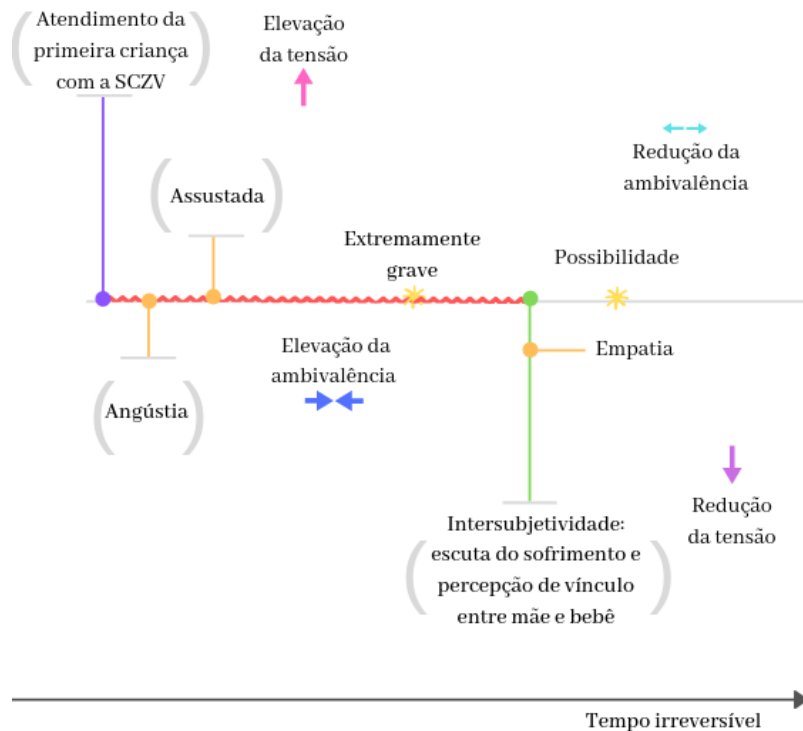 Atendimento da
primeira criança
com a SCZV
Elevação
da tensão
Redução da
ambivalência
Assustada
Extremamente
grave
Possibilidade
Elevação da
ambivalência
Empatia
Angústia
Redução
da tensão
Intersubjetividade:
escuta do sofrimento e
percepção de vínculo
entre mãe e bebê
Tempo irreversível